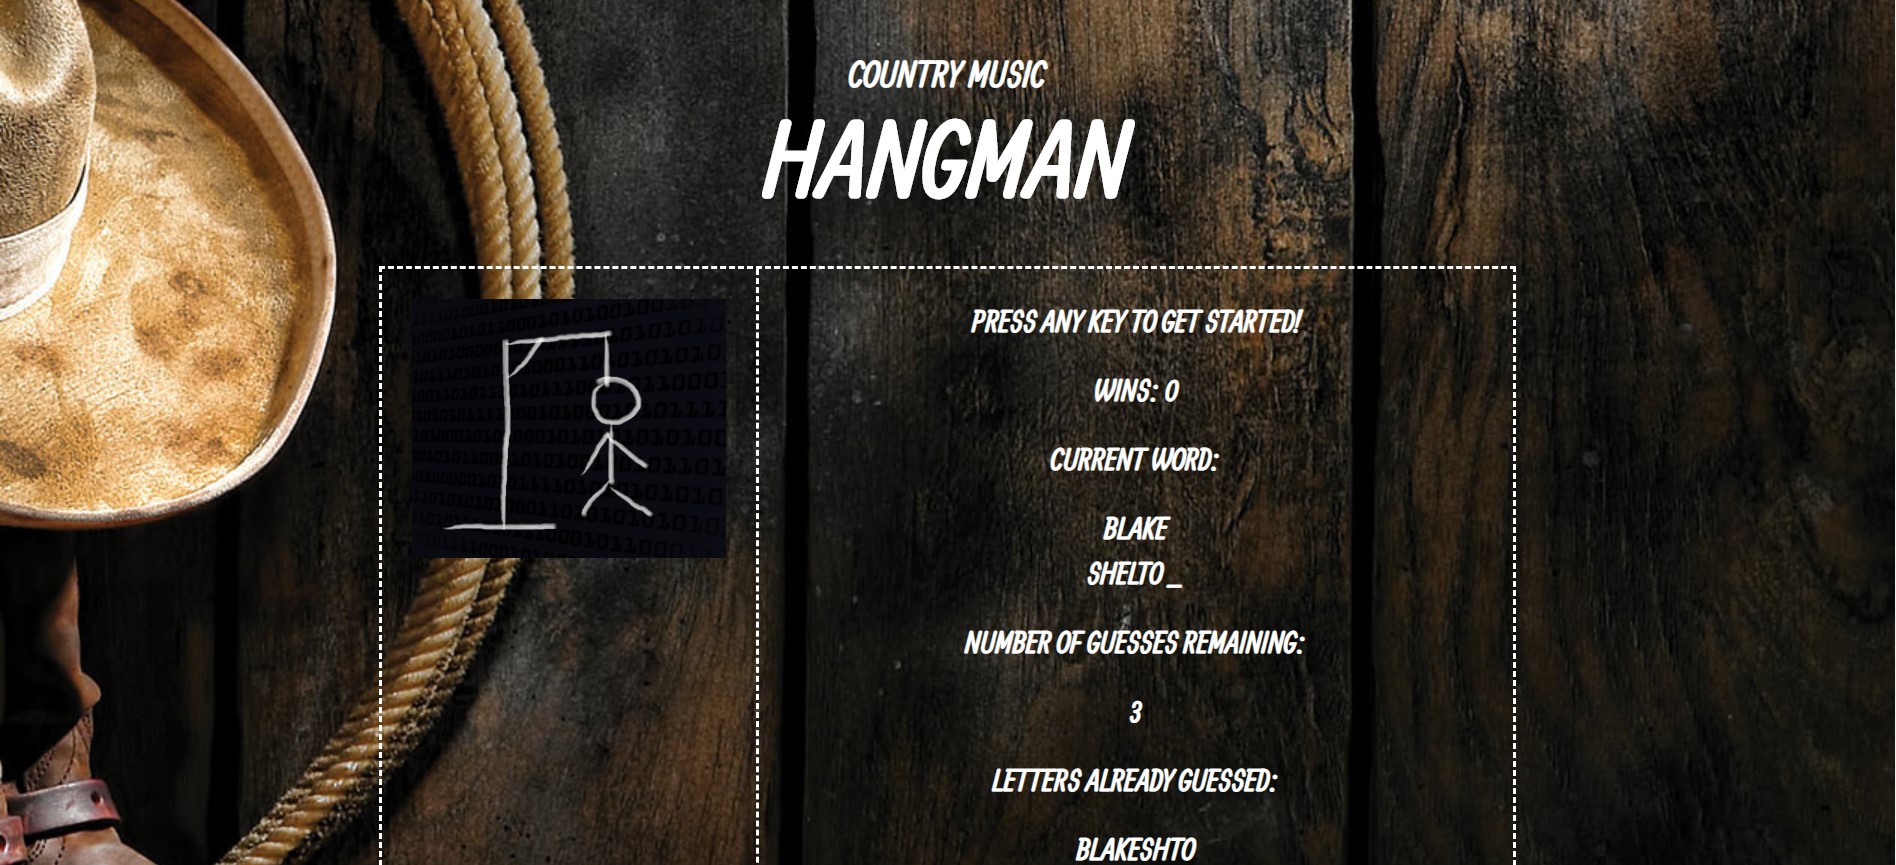 COUNTRY MUSIC
HANGMAN
PRESS ANY KEY TO GET STARTED!
WINS: 0
CURRENT WORD:
BLAKE
SHELTO _
NUMBER OF GUESSES REMAINING:
3
LETTERS ALREADY GUESSED:
BLAKESHTO